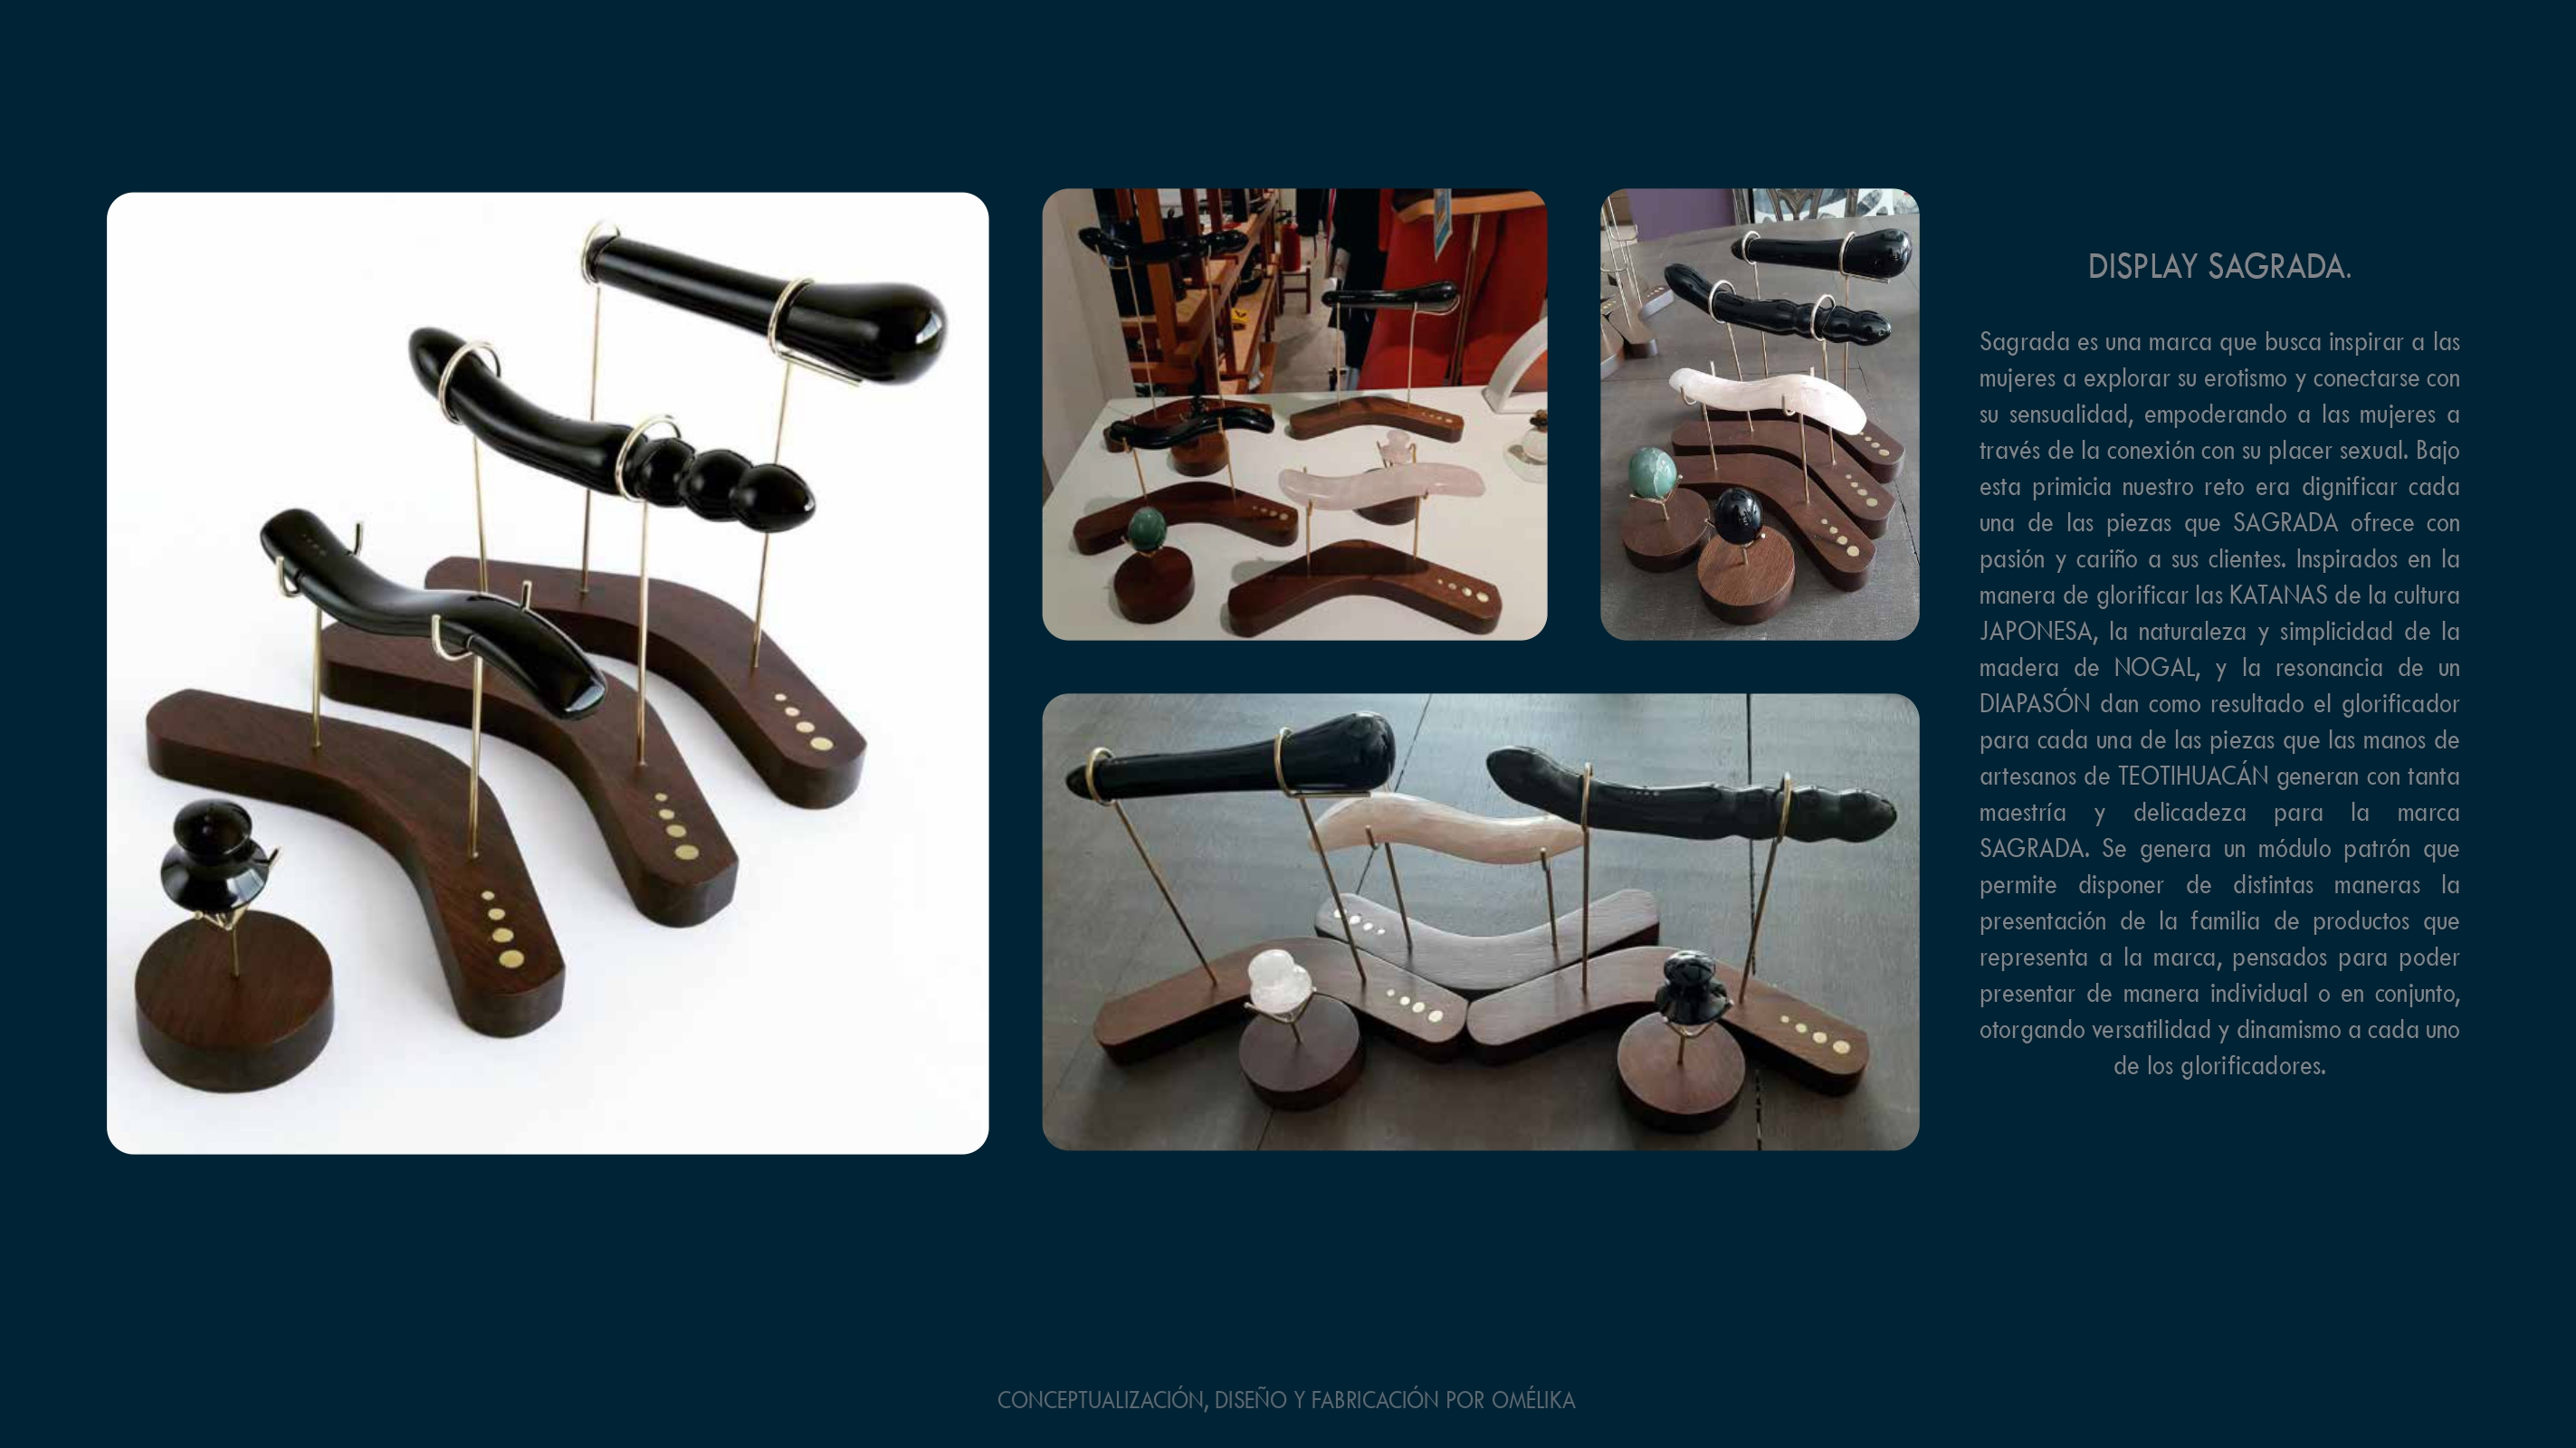 DISPLAY SAGRADA.
Sagrada es una marca que busca inspirar a las
mujeres a explorar su erotismo y conectarse con
su sensualidad, empoderando a las mujeres a
través de la conexión con su placer sexual. Bajo
esta primicia nuestro reto era dignificar cada
una de las piezas que SAGRADA ofrece con
pasión y cariño a sus clientes. Inspirados en la
manera de glorificar las KATANAS de la cultura
JAPONESA, la naturaleza y simplicidad de la
madera de NOGAL, y la resonancia de un
DIAPASÓN dan como resultado el glorificador
para cada una de las piezas que las manos de
artesanos de TEOTIHUACÁN generan con tanta
maestría y delicadeza para la marca
SAGRADA. Se genera un módulo patrón que
permite disponer de distintas maneras la
presentación de la familia de productos que
representa a la marca, pensados para poder
presentar de manera individual o en conjunto,
otorgando versatilidad y dinamismo a cada uno
de los glorificadores.
CONCEPTUALIZACIÓN, DISEÑO Y FABRICACIÓN POR OMÉLIKA